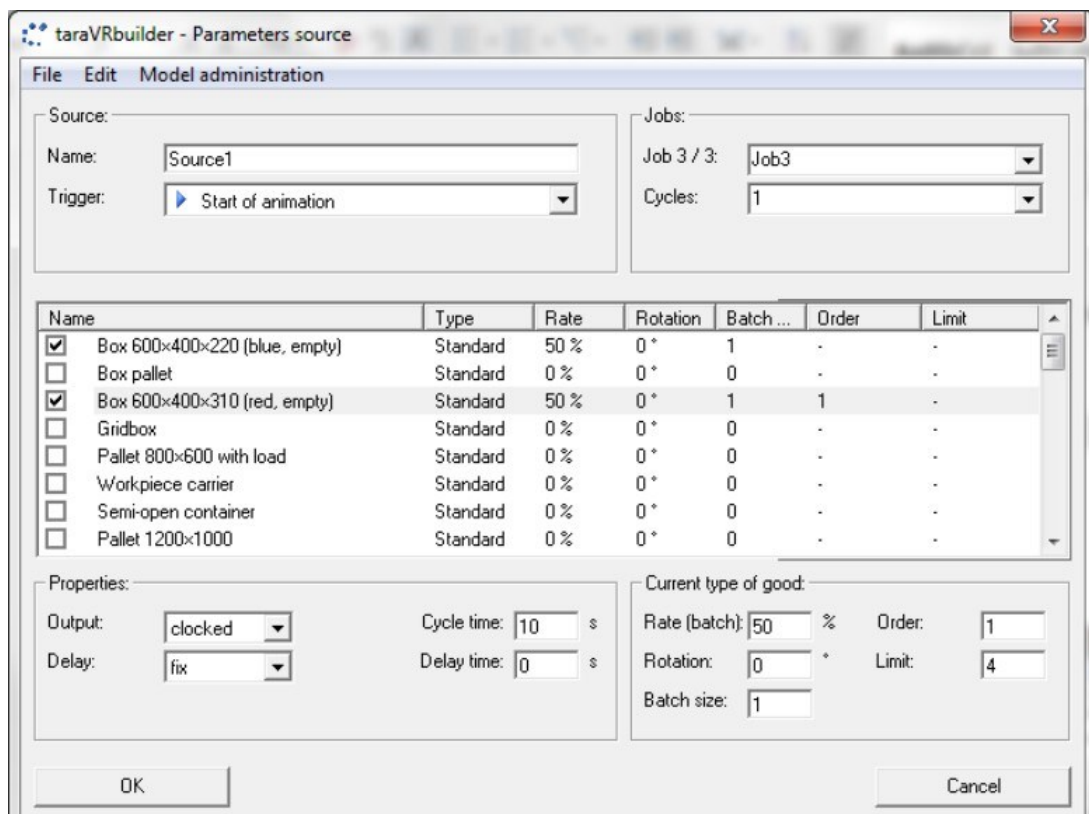 taraVRbuilder - Parameters source
File Edit Model administration
Source:
Name: Source1
Trigger: Start of animation
Jobs:
Job 3 / 3: Job3
Cycles: 1
Name Type Rate Rotation Batch ... Order Limit
Box 600×400×220 (blue, empty) Standard 50 % 0 ° 1 - -
Box pallet Standard 0 % 0 ° 0 - -
Box 600×400×310 (red, empty) Standard 50 % 0 ° 1 1 -
Gridbox Standard 0 % 0 ° 0 - -
Pallet 800×600 with load Standard 0 % 0 ° 0 - -
Workpiece carrier Standard 0 % 0 ° 0 - -
Semi-open container Standard 0 % 0 ° 0 - -
Pallet 1200×1000 Standard 0 % 0 ° 0 - -
Properties:
Output: clocked Cycle time: 10 s
Delay: fix Delay time: 0 s
Current type of good:
Rate (batch): 50 % Order: 1
Rotation: 0 ° Limit: 4
Batch size: 1
OK Cancel